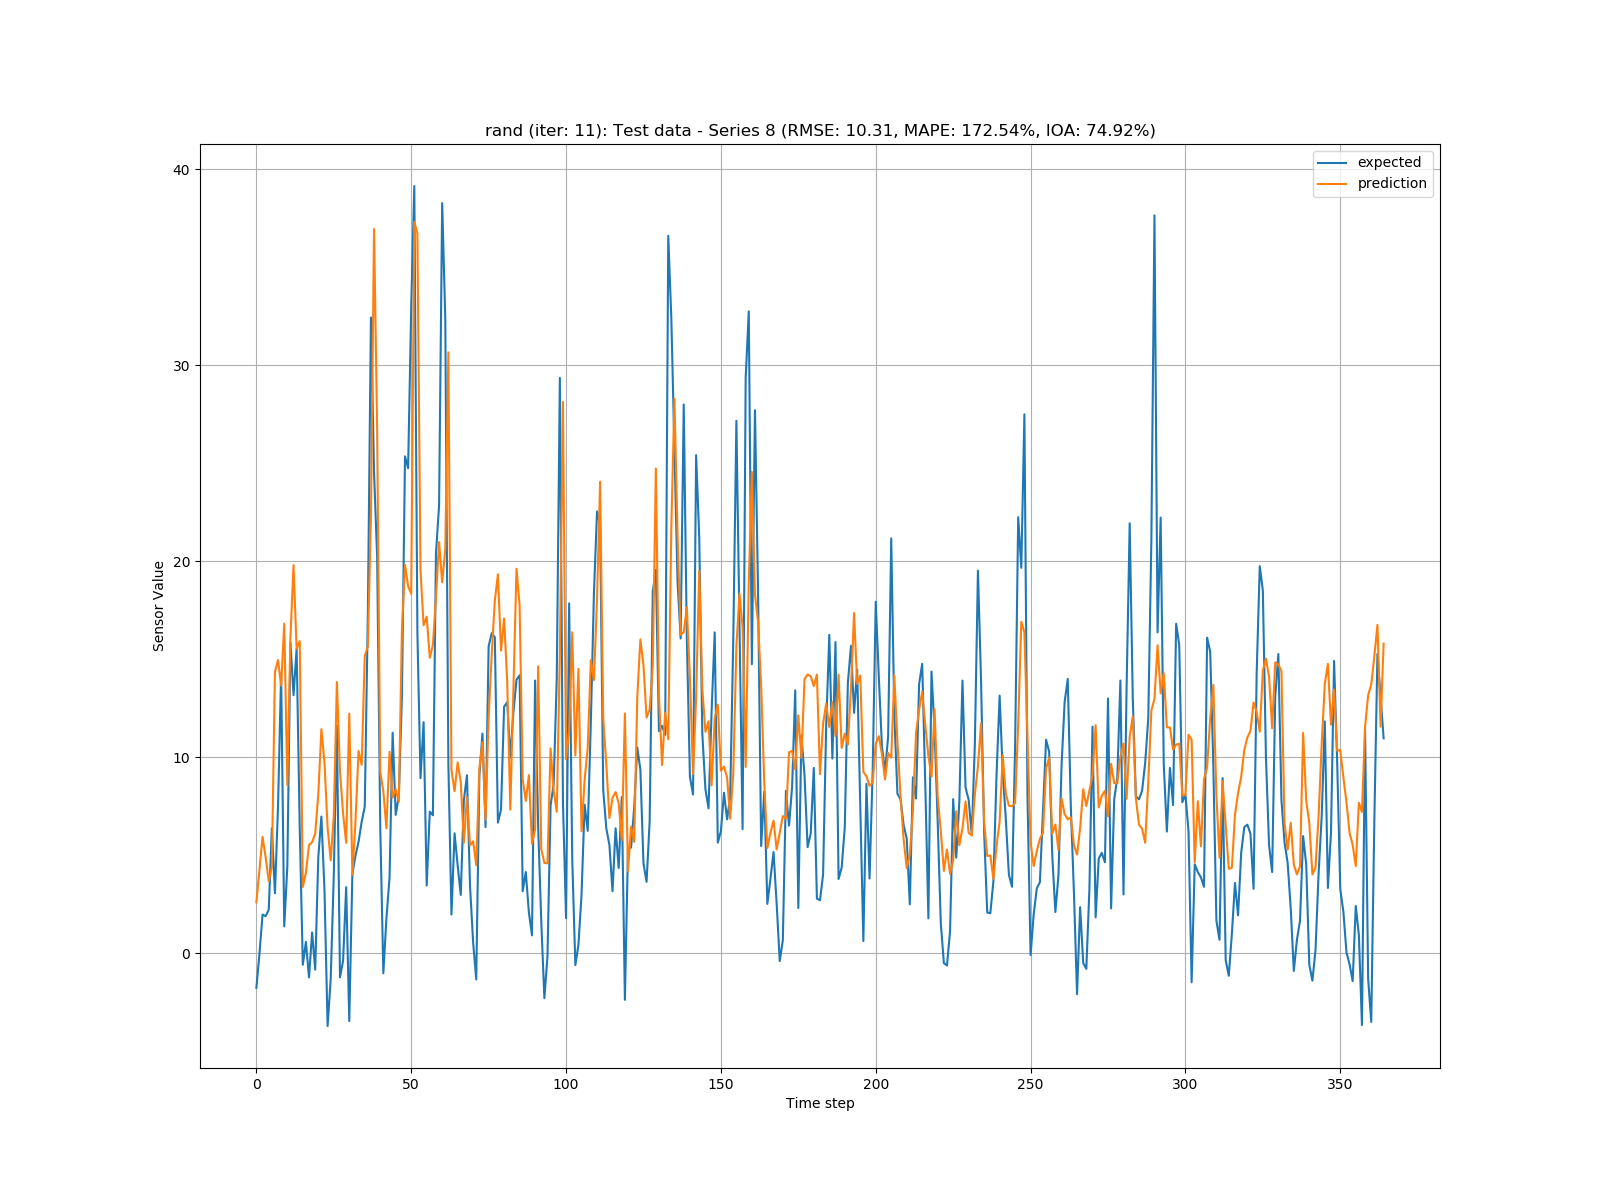 rand (iter: 11): Test data - Series 8 (RMSE: 10.31, MAPE: 172.54%, IOA: 74.92%)
expected
prediction
40
30
20
10
0
Sensor Value
0 50 100 150 200 250 300 350
Time step